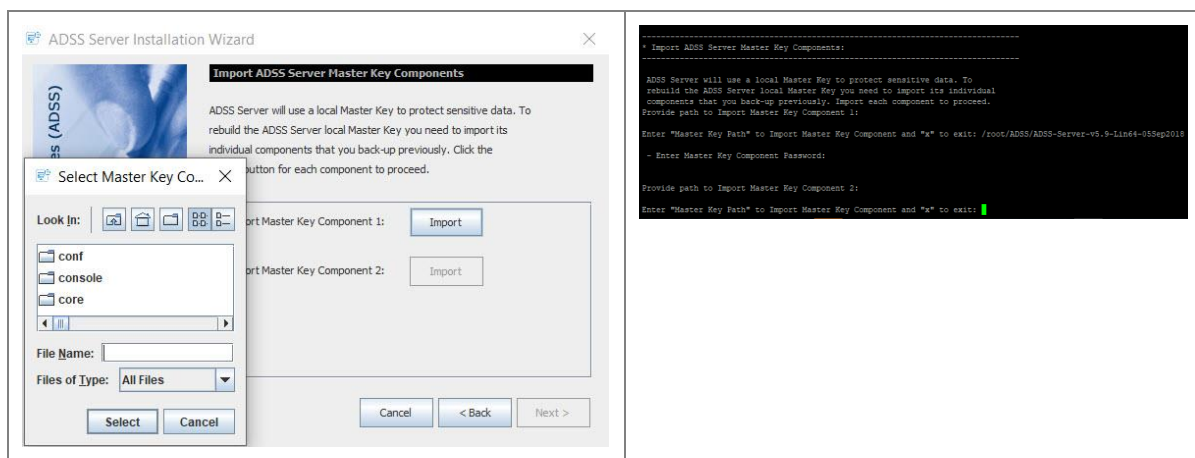 ADSS Server Installation Wizard
es (ADSS)
Import ADSS Server Master Key Components
ADSS Server will use a local Master Key to protect sensitive data. To
rebuild the ADSS Server local Master Key you need to import its
individual components that you back-up previously. Click the
button for each component to proceed.
Select Master Key Co...
Look In:
conf
console
core
File Name:
Files of Type: All Files
Select Cancel
ort Master Key Component 1: Import
ort Master Key Component 2: Import
Cancel < Back Next >
--------------------------------------------------------------------------------
* Import ADSS Server Master Key Components:
--------------------------------------------------------------------------------
ADSS Server will use a local Master Key to protect sensitive data. To
rebuild the ADSS Server local Master Key you need to import its individual
components that you back-up previously. Import each component to proceed.
Provide path to Import Master Key Component 1:
Enter "Master Key Path" to Import Master Key Component and "x" to exit: /root/ADSS/ADSS-Server-v5.9-Lin64-05Sep2018
- Enter Master Key Component Password:
Provide path to Import Master Key Component 2:
Enter "Master Key Path" to Import Master Key Component and "x" to exit: